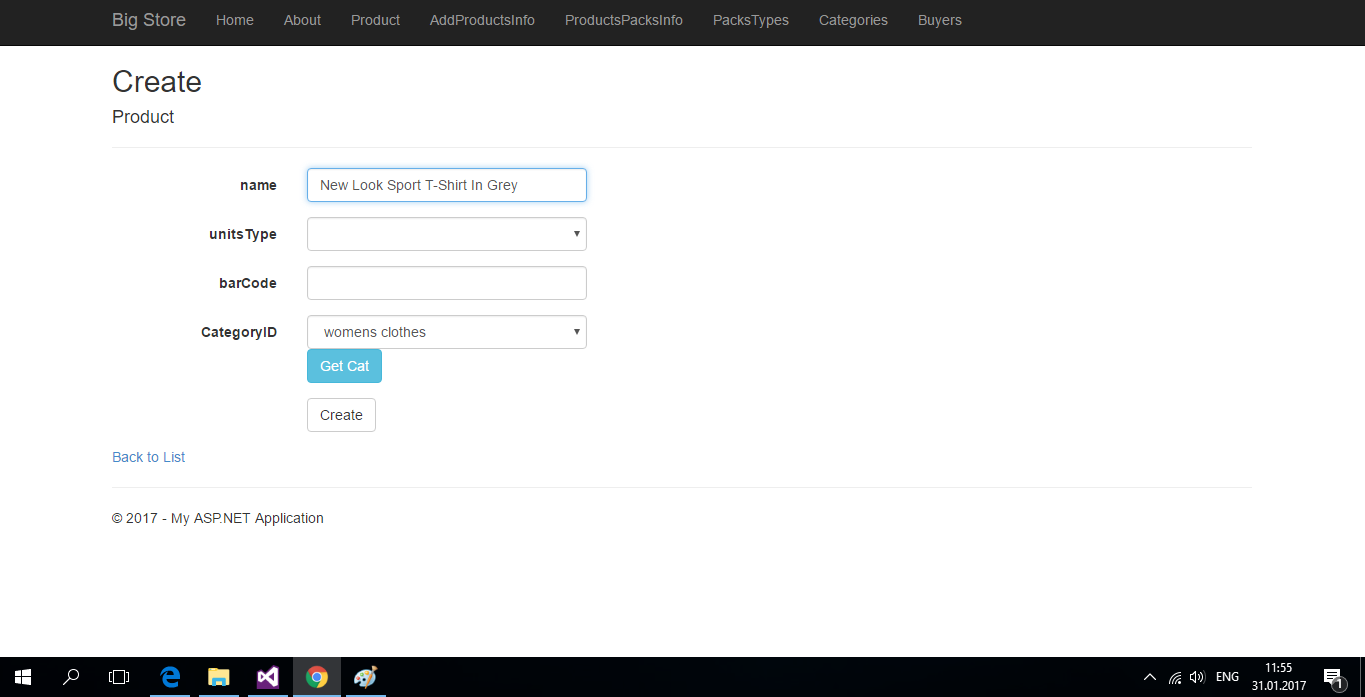 Big Store Home About Product AddProductsInfo ProductsPacksInfo PacksTypes Categories Buyers
Create
Product
name New Look Sport T-Shirt In Grey
unitsType
barCode
CategoryID womens clothes
Get Cat
Create
Back to List
© 2017 - My ASP.NET Application
ENG 11:55
31.01.2017
1